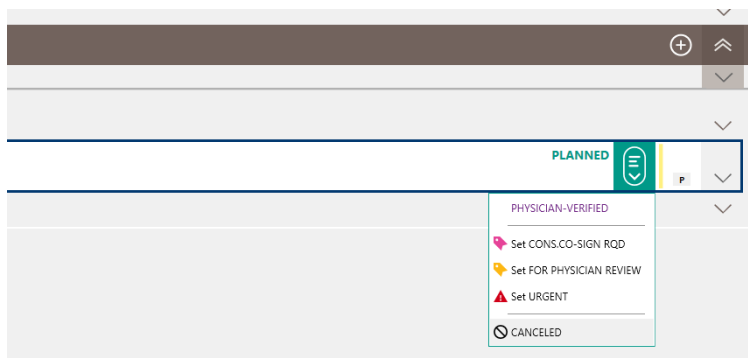 PLANNED
P
PHYSICIAN-VERIFIED
Set CONS.CO-SIGN RQD
Set FOR PHYSICIAN REVIEW
Set URGENT
CANCELED